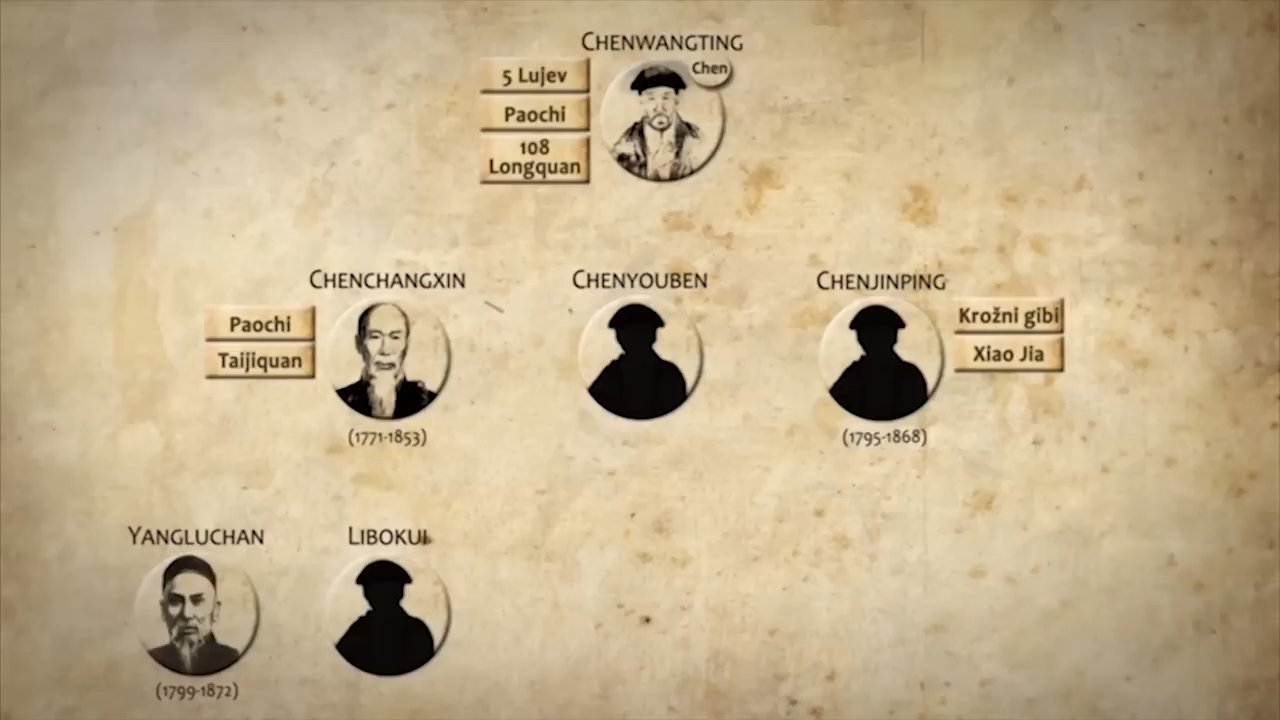 CHENWANGTING
Chen
5 Lujev
Paochi
108
Longquan
CHENCHANGXIN
CHENYOUBEN
CHENJINPING
Paochi
Taijiquan
Krožni gibi
Xiao Jia
(1771-1853)
(1795-1868)
YANGLUCHAN
LIBOKUI
(1799-1872)